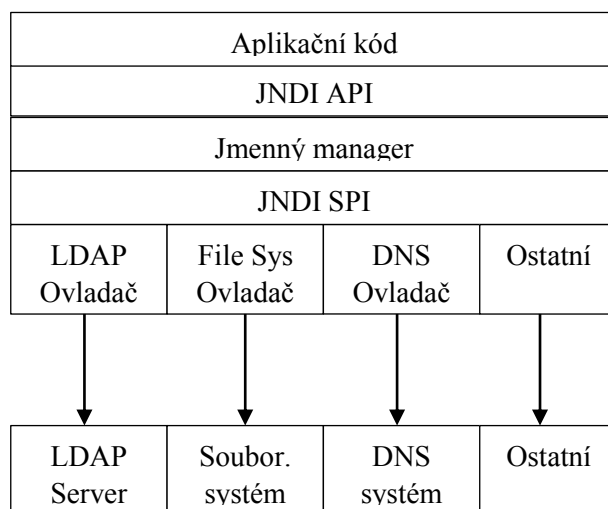 Aplikační kód
JNDI API
Jmenný manager
JNDI SPI
LDAP File Sys DNS Ostatní
Ovladač Ovladač Ovladač
LDAP Soubor. DNS Ostatní
Server systém systém